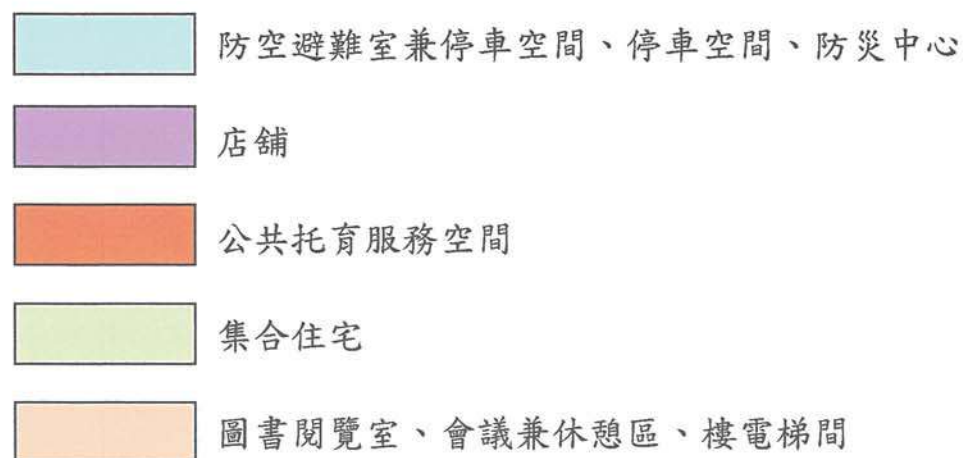 防空避難室兼停車空間、停車空間、防災中心
店舖
公共托育服務空間
集合住宅
圖書閱覽室、會議兼休憩區、樓電梯間